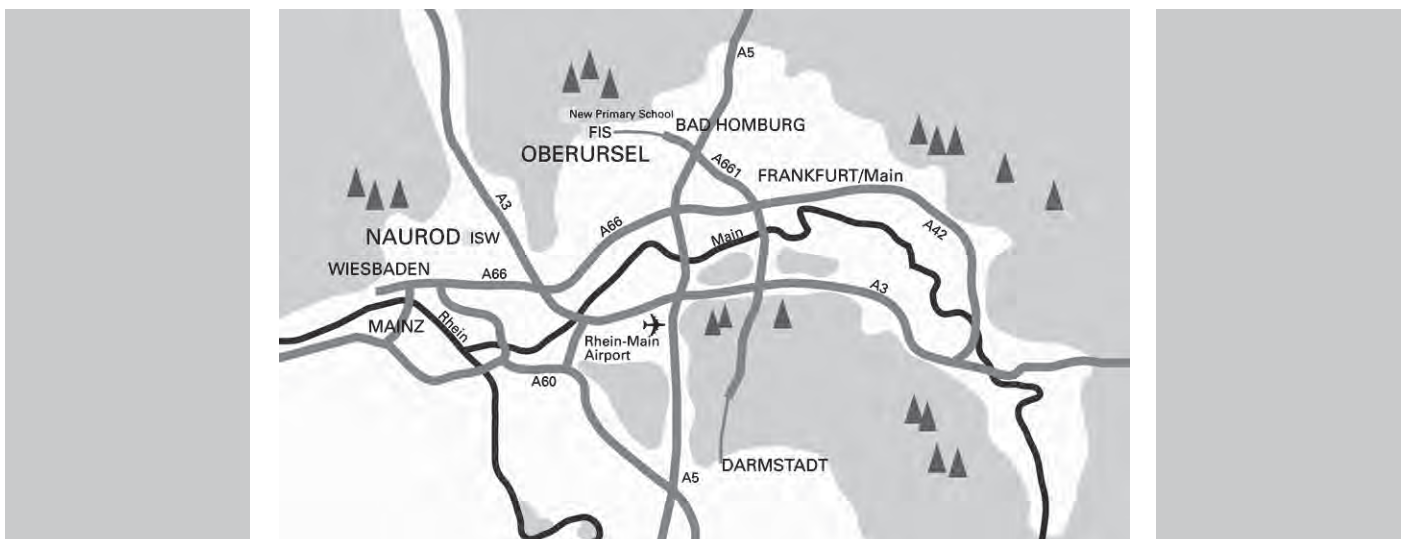 A5
New Primary School
FIS
BAD HOMBURG
OBERURSEL
A661
FRANKFURT/Main
A3
A66
Main
A42
NAUROD ISW
WIESBADEN
A66
A3
Rhein
MAINZ
Rhein-Main
Airport
A60
DARMSTADT
A5